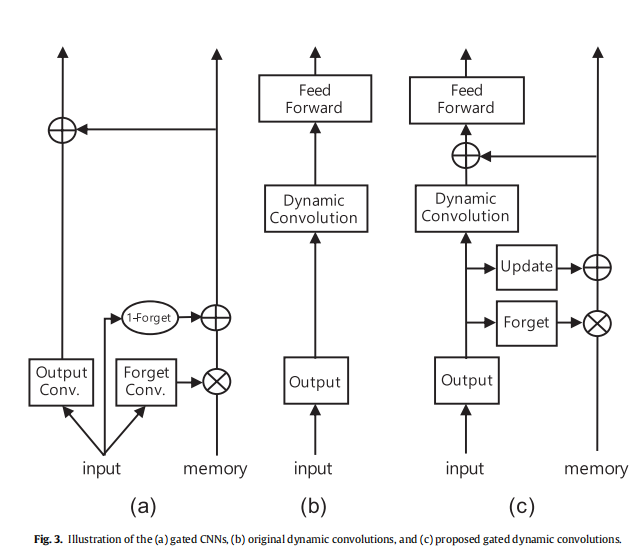 Feed
Forward
Dynamic
Convolution
Output
input
Feed
Forward
Dynamic
Convolution
Update
Forget
Output
input
memory
1-Forget
Output
Conv.
Forget
Conv.
input
memory
(a)
(b)
(c)
Fig. 3. Illustration of the (a) gated CNNs, (b) original dynamic convolutions, and (c) proposed gated dynamic convolutions.